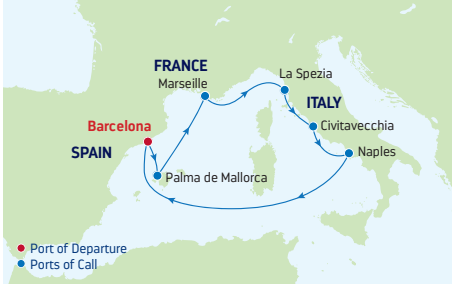 FRANCE
Marseille
La Spezia
ITALY
Barcelona
Civitavecchia
SPAIN
Naples
Palma de Mallorca
Port of Departure
Ports of Call